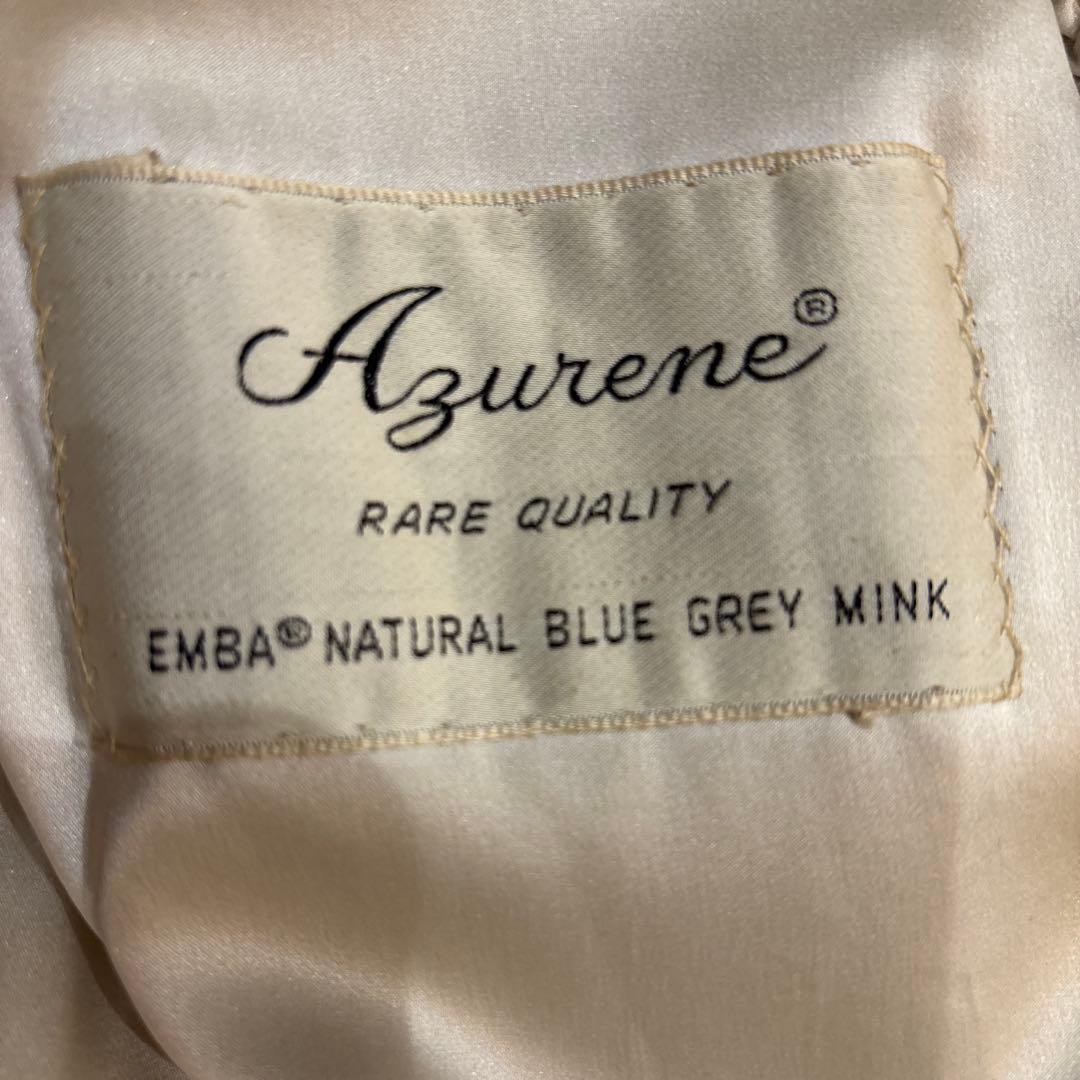 Azurene®
RARE QUALITY
EMBA® NATURAL BLUE GREY MINK